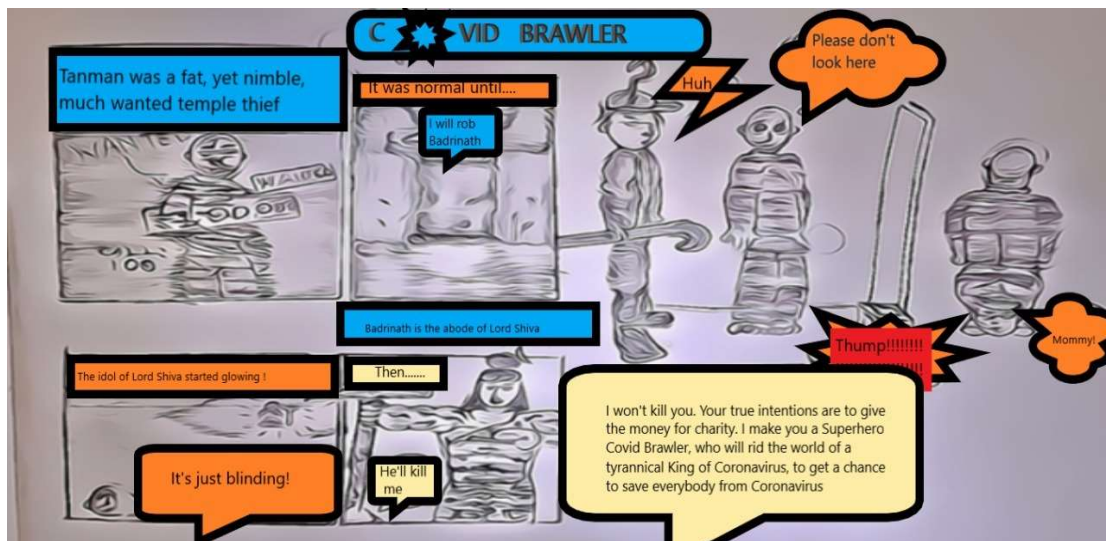 C VID BRAWLER
Tanman was a fat, yet nimble,
much wanted temple thief
It was normal until....
I will rob
Badrinath
Huh
Please don't
look here
WANTED
100
Badrinath is the abode of Lord Shiva
Thump!!!!!!!!
Mommy!
The idol of Lord Shiva started glowing !
It's just blinding!
Then.......
He'll kill
me
I won't kill you. Your true intentions are to give
the money for charity. I make you a Superhero
Covid Brawler, who will rid the world of a
tyrannical King of Coronavirus, to get a chance
to save everybody from Coronavirus